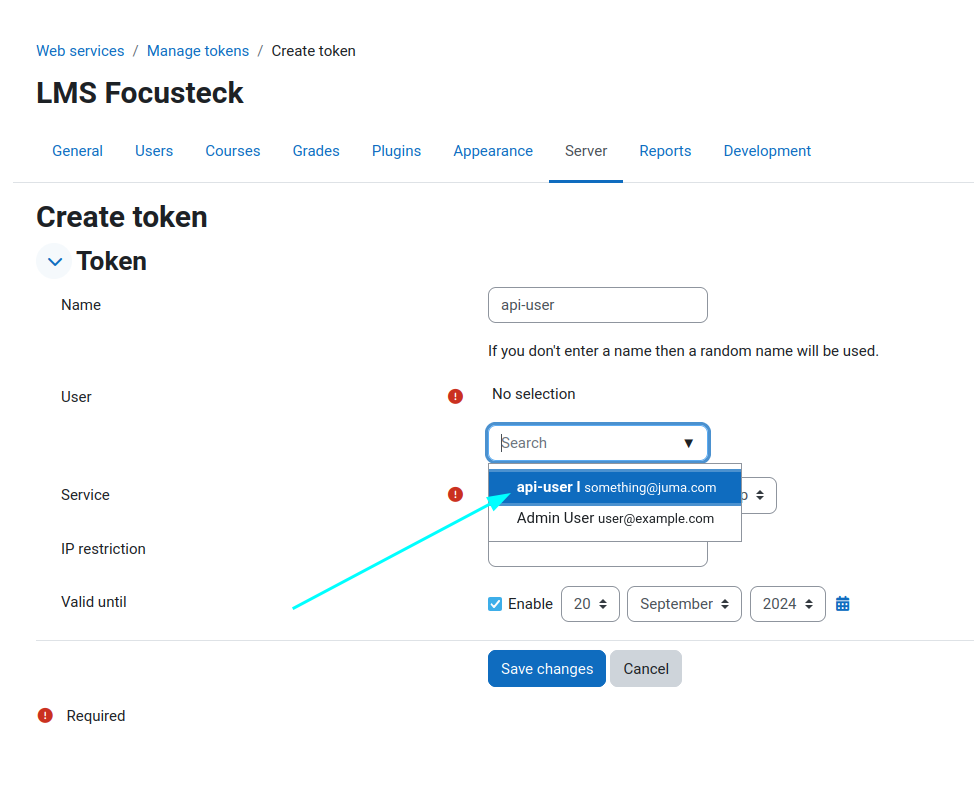 Web services / Manage tokens / Create token
LMS Focusteck
General Users Courses Grades Plugins Appearance Server Reports Development
Create token
Token
Name api-user
If you don't enter a name then a random name will be used.
User No selection
Search ▼
api-user l something@juma.com
Service
Admin User user@example.com
IP restriction
Valid until Enable 20 September 2024
Save changes Cancel
Required